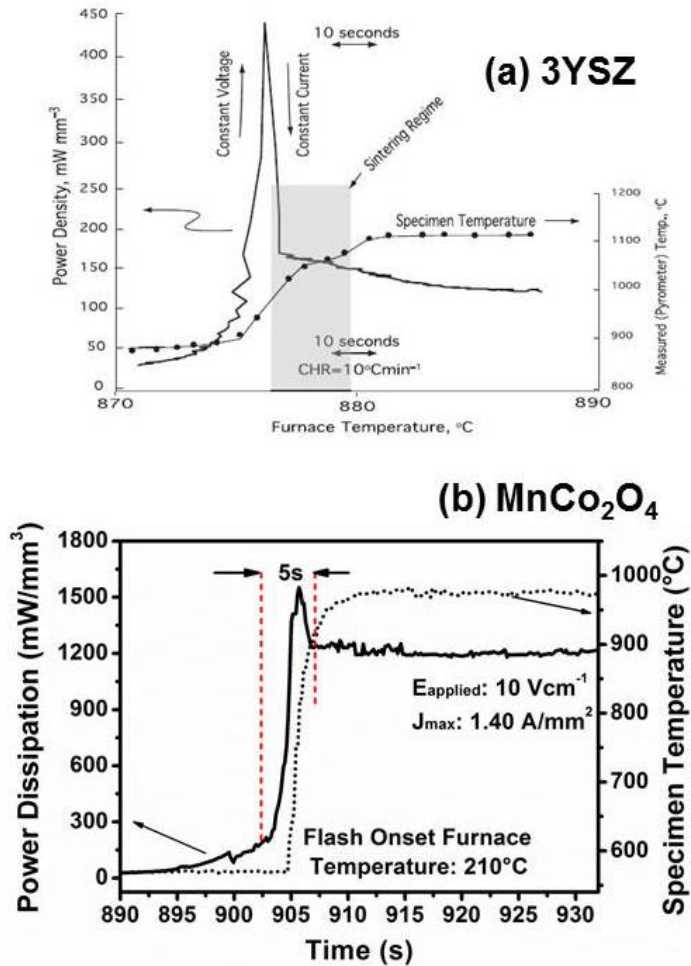 (a) 3YSZ
10 seconds
Constant Voltage
Constant Current
Sintering Regime
Power Density, mW mm⁻³
450
400
350
300
250
200
150
100
50
0
Specimen Temperature
1200
1100
1000
900
800
Measured (Pyrometer) Temp., °C
10 seconds
CHR=10°Cmin⁻¹
870
880
890
Furnace Temperature, °C
(b) MnCo₂O₄
Power Dissipation (mW/mm³)
1800
1500
1200
900
600
300
0
5s
Eapplied: 10 Vcm⁻¹
Jmax: 1.40 A/mm²
Flash Onset Furnace
Temperature: 210°C
1000
900
800
700
600
Specimen Temperature (°C)
890 895 900 905 910 915 920 925 930
Time (s)